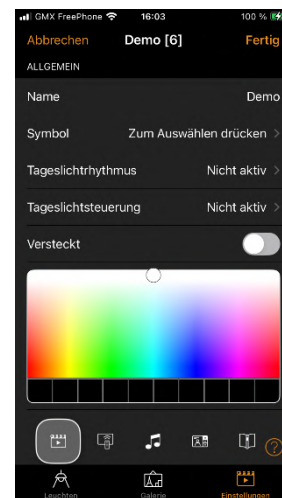 GMX FreePhone 16:03 100 %
Abbrechen Demo [6] Fertig
ALLGEMEIN
Name Demo
Symbol Zum Auswählen drücken >
Tageslichtrhythmus Nicht aktiv >
Tageslichtsteuerung Nicht aktiv >
Versteckt
?
Leuchten Galerie Einstellungen